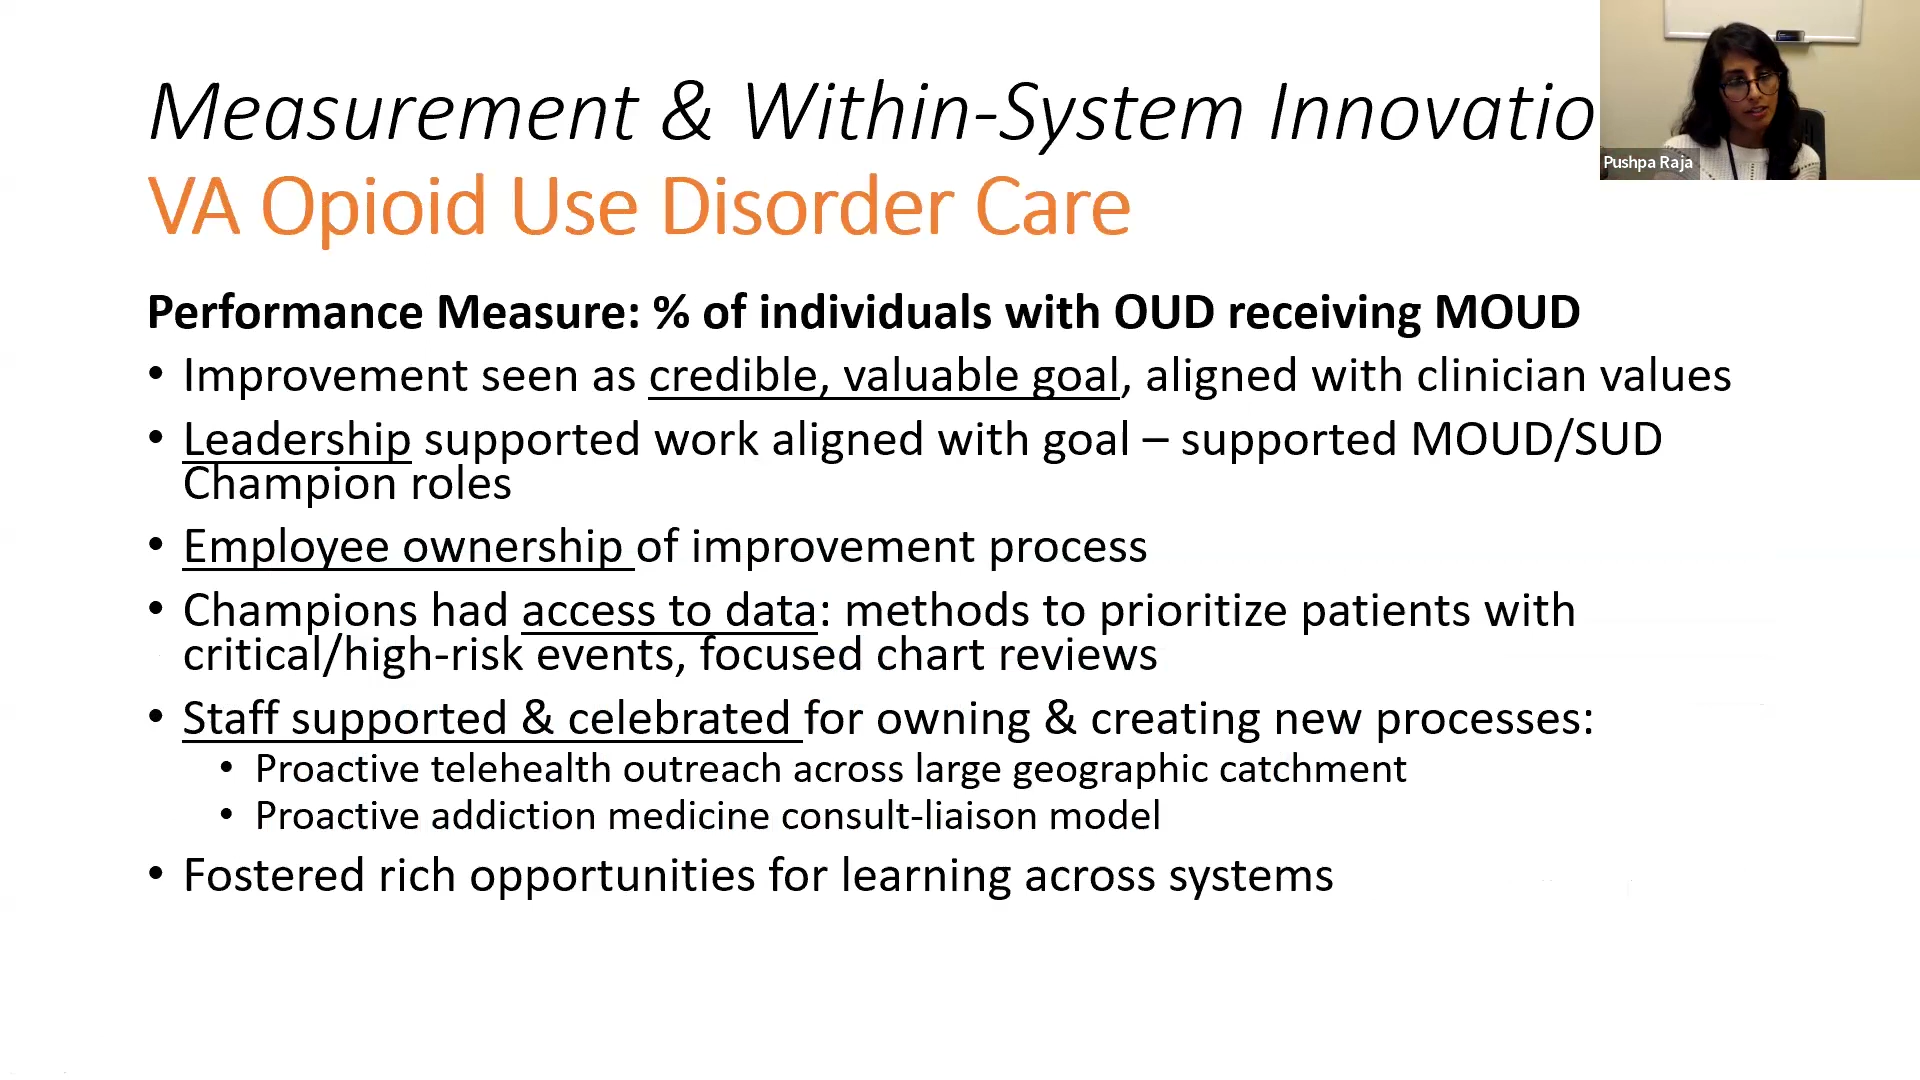 Measurement & Within-System Innovatio
Pushpa Raja
VA Opioid Use Disorder Care
Performance Measure: % of individuals with OUD receiving MOUD
• Improvement seen as credible, valuable goal, aligned with clinician values
• Leadership supported work aligned with goal – supported MOUD/SUD
Champion roles
• Employee ownership of improvement process
• Champions had access to data: methods to prioritize patients with
critical/high-risk events, focused chart reviews
• Staff supported & celebrated for owning & creating new processes:
• Proactive telehealth outreach across large geographic catchment
• Proactive addiction medicine consult-liaison model
• Fostered rich opportunities for learning across systems